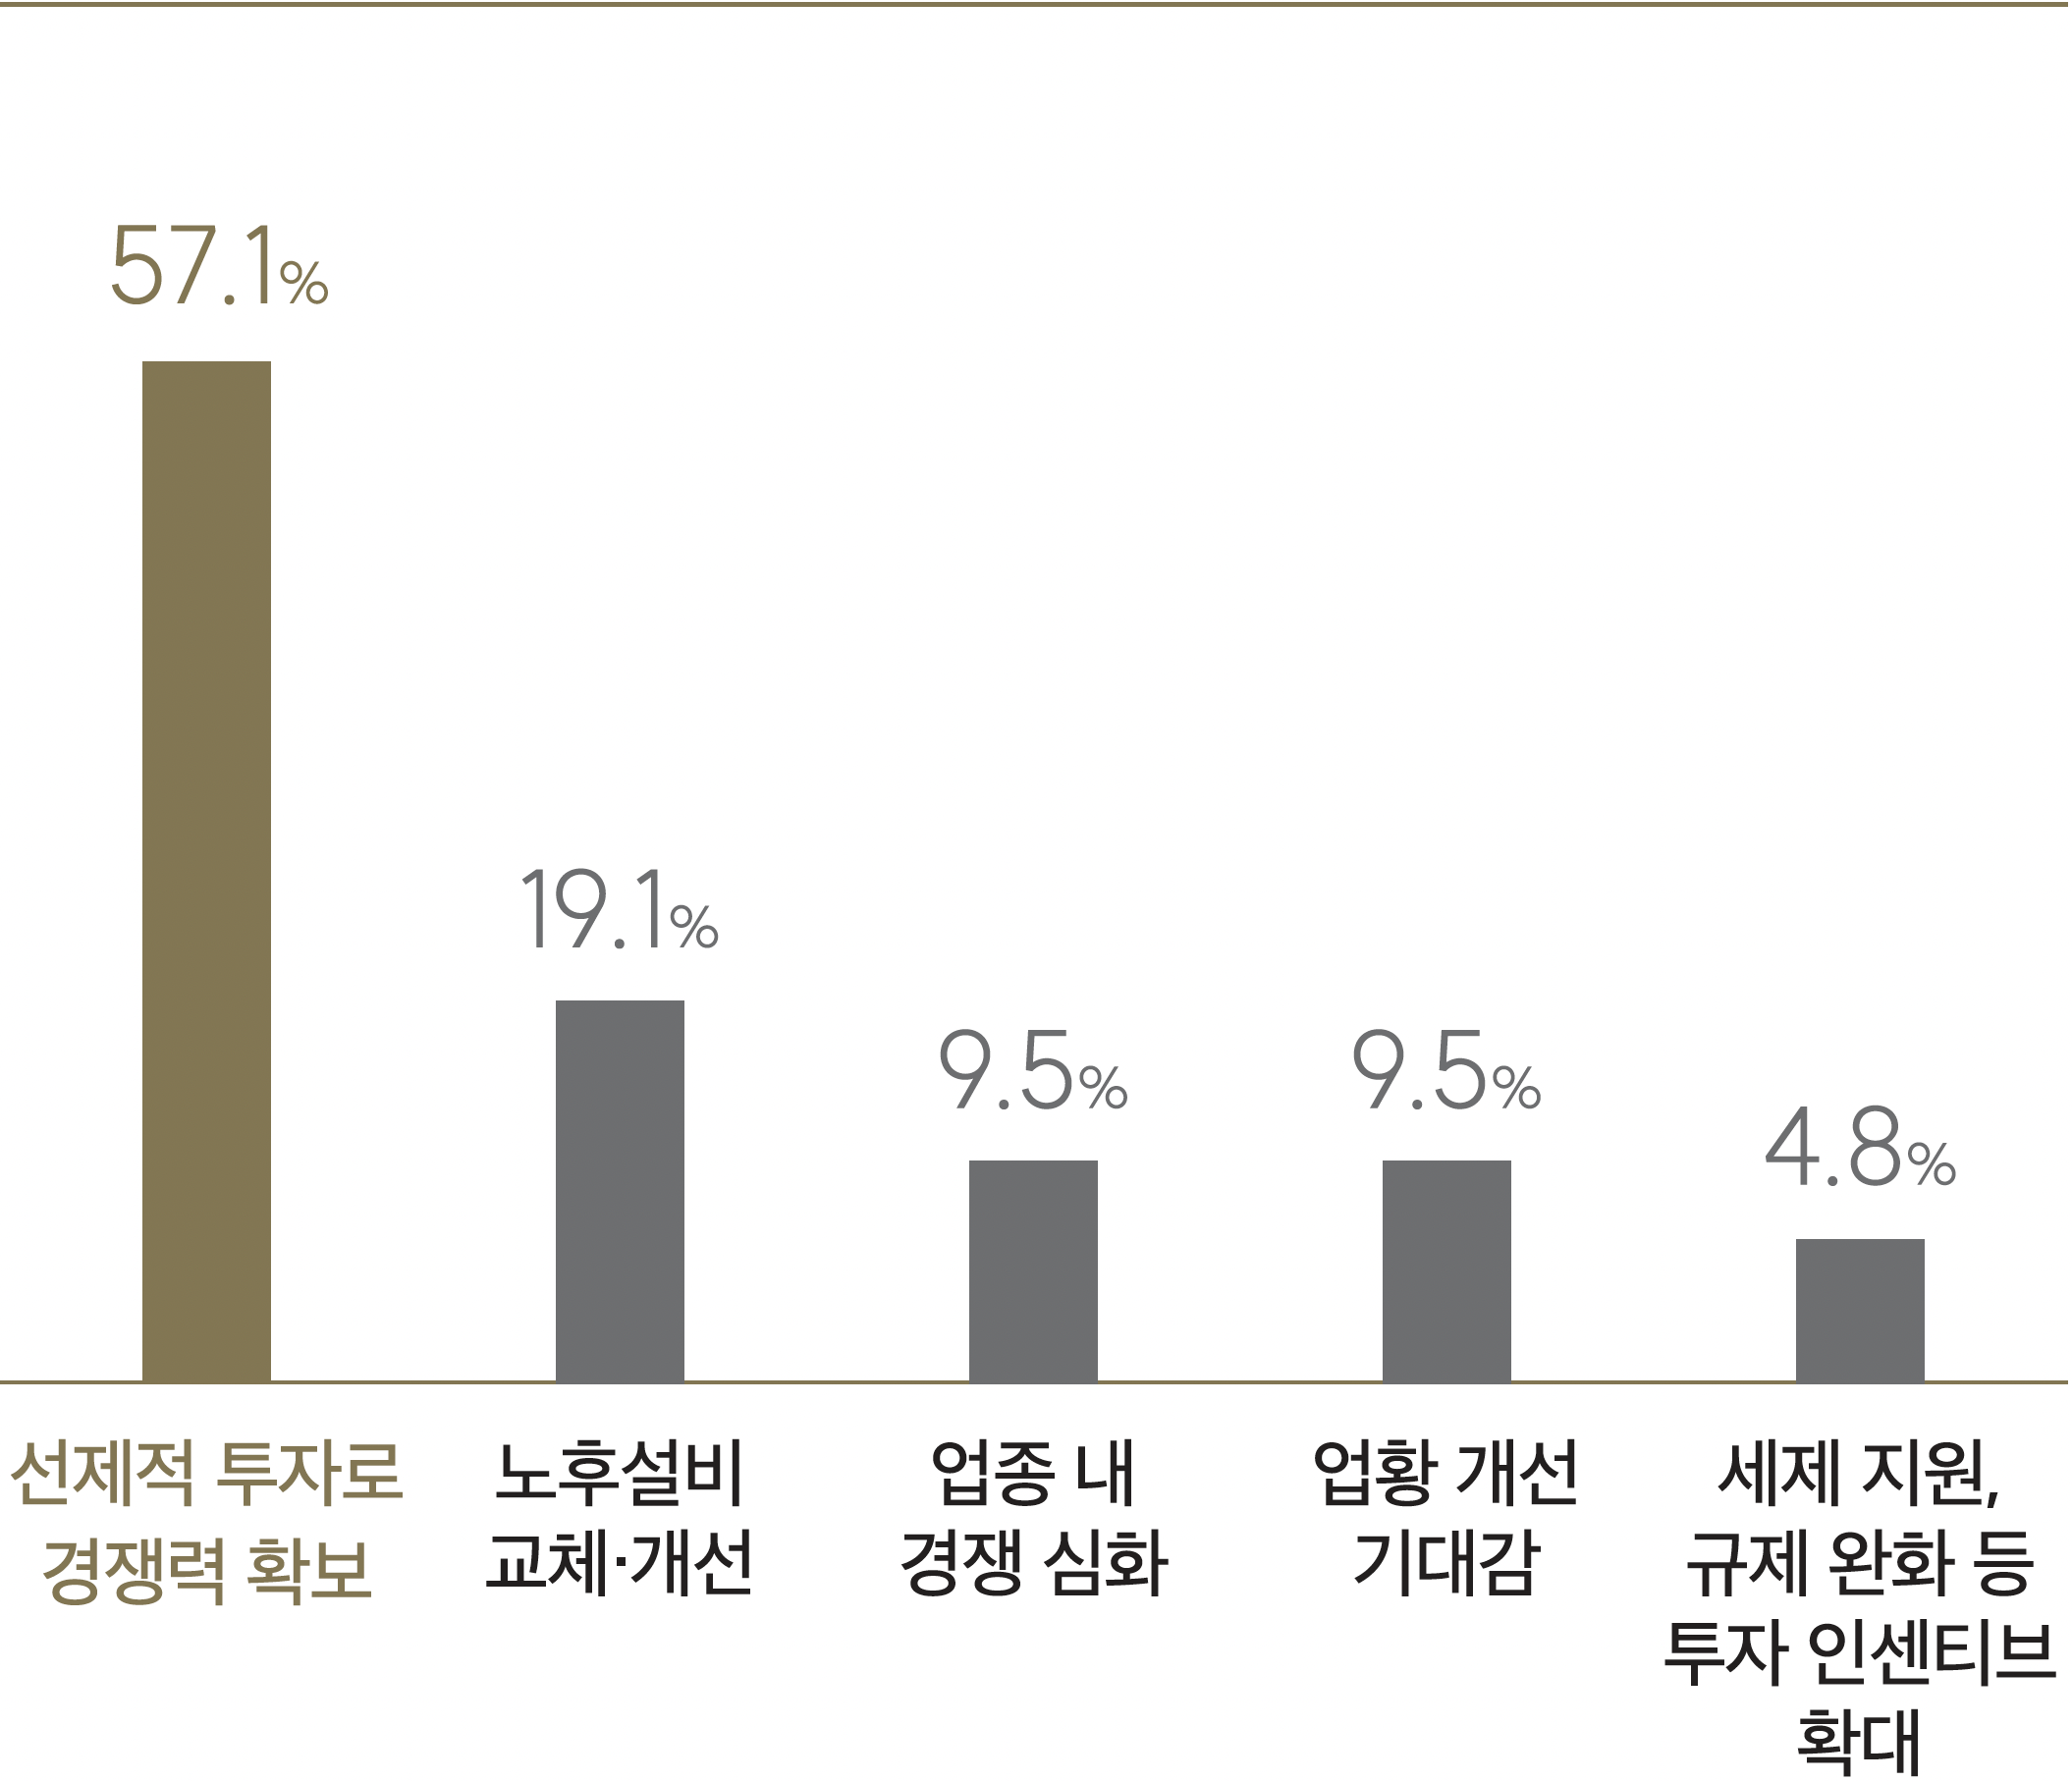 57.1%
19.1%
9.5%
9.5%
4.8%
선제적 투자로
경쟁력 확보
노후설비
교체·개선
업종 내
경쟁 심화
업황 개선
기대감
세제 지원,
규제 완화 등
투자 인센티브
확대